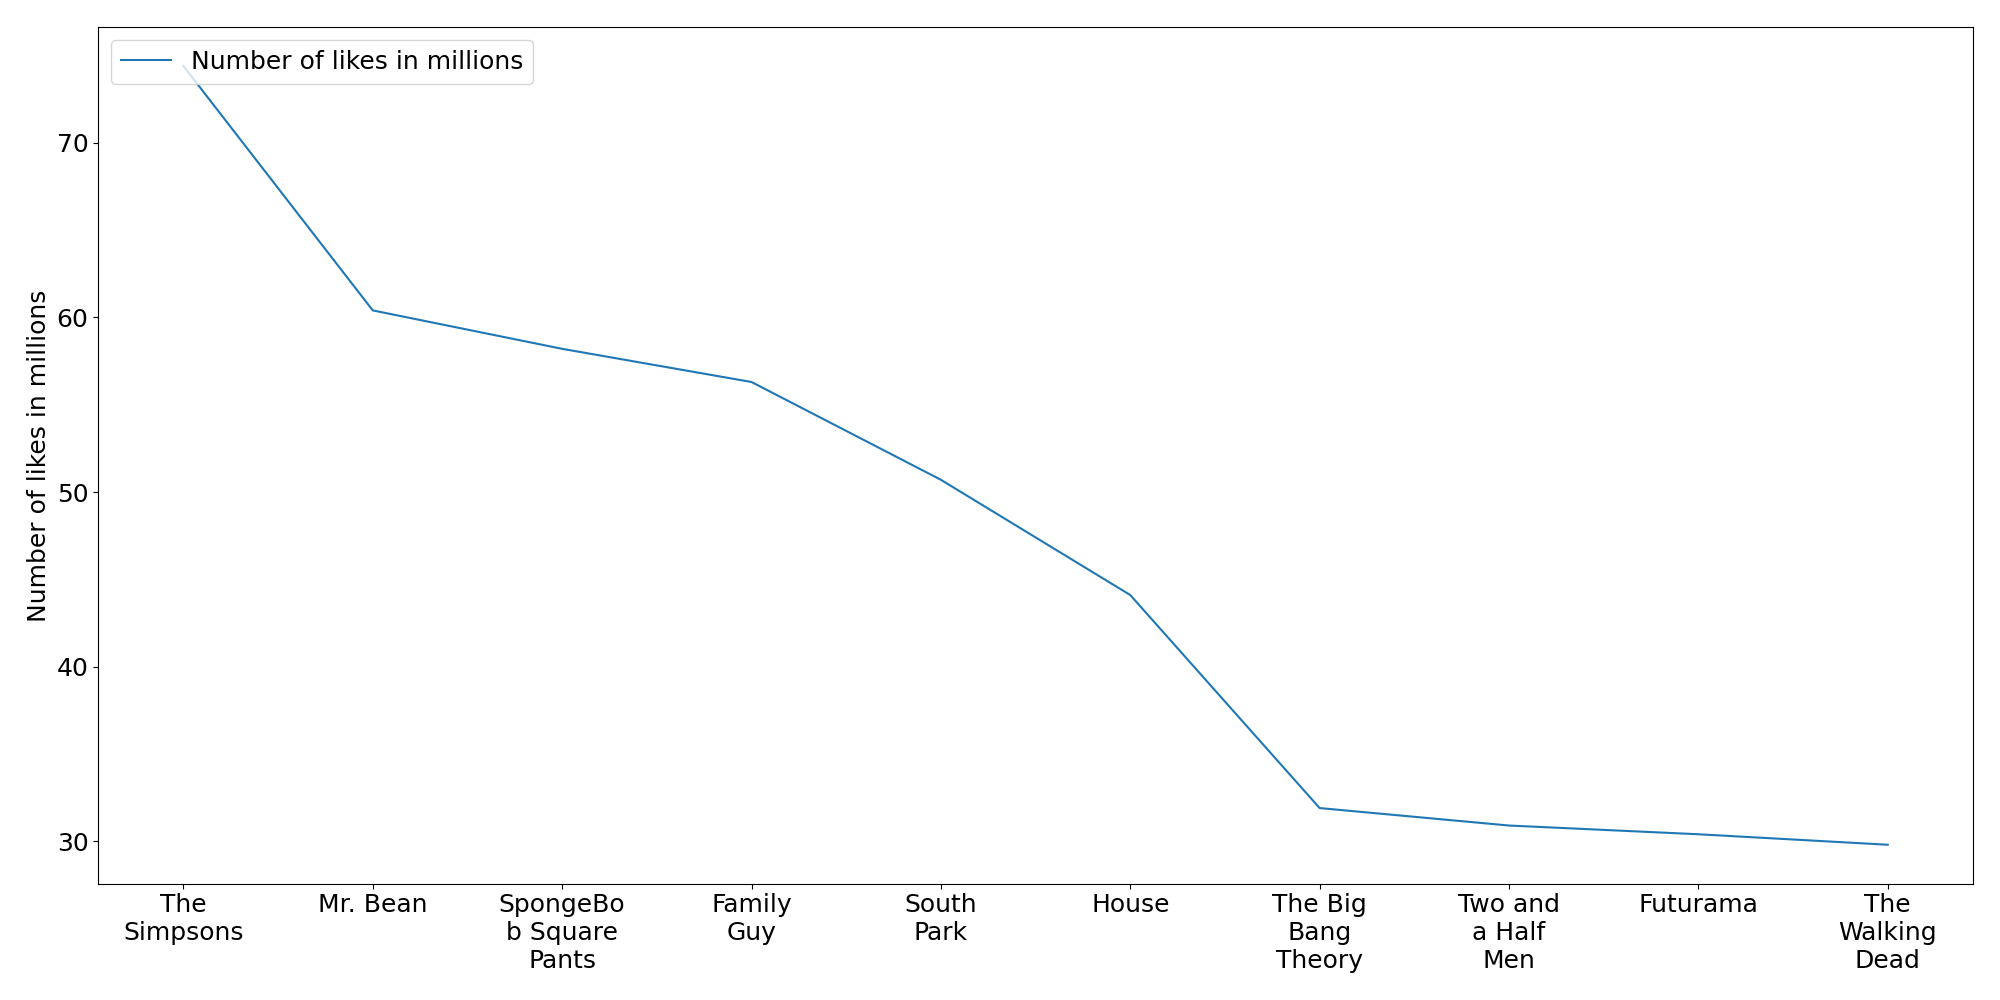 Number of likes in millions
Number of likes in millions
70
60
50
40
30
The
Simpsons
Mr. Bean
SpongeBo
b Square
Pants
Family
Guy
South
Park
House
The Big
Bang
Theory
Two and
a Half
Men
Futurama
The
Walking
Dead